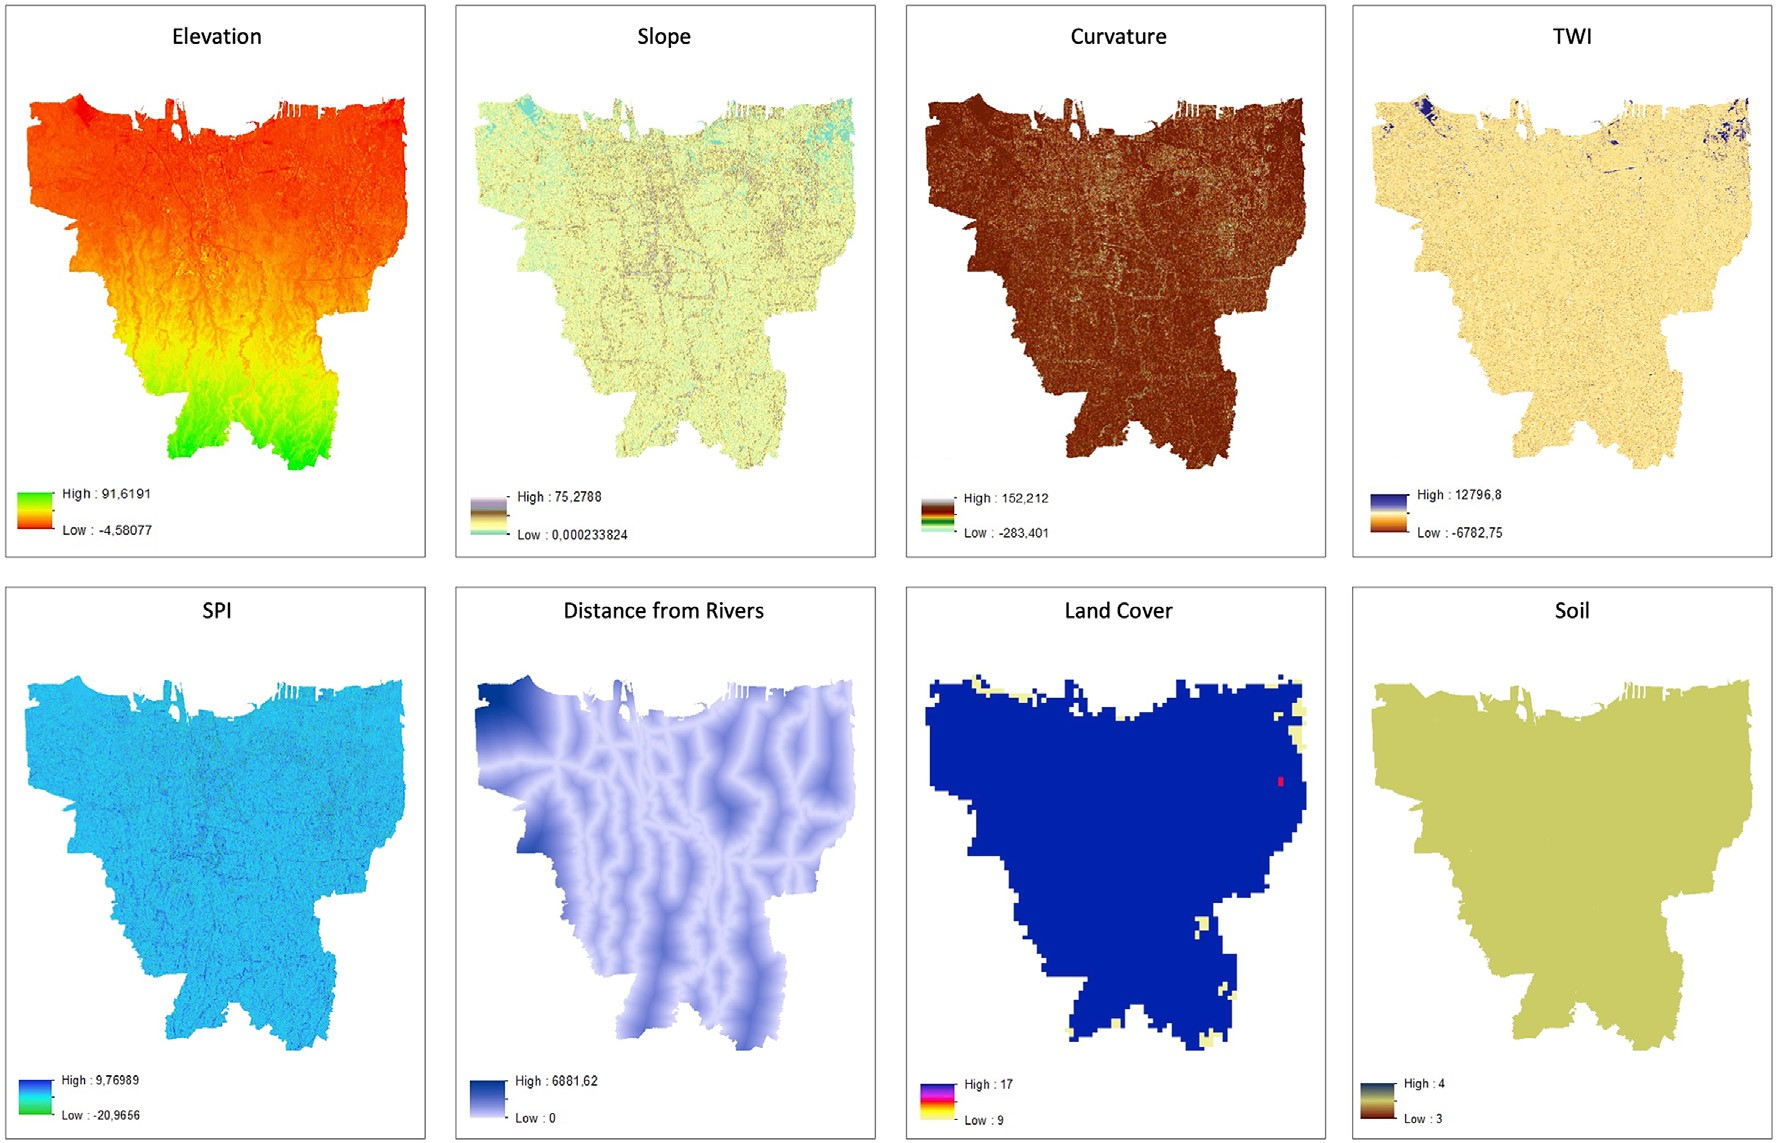 Elevation
High : 91,6191
Low : -4,58077
Slope
High : 75,2788
Low : 0,000233824
Curvature
High : 152,212
Low : -283,401
TWI
High : 12796,8
Low : -6782,75
SPI
High : 9,76989
Low : -20,9656
Distance from Rivers
High : 6881,62
Low : 0
Land Cover
High : 17
Low : 9
Soil
High : 4
Low : 3